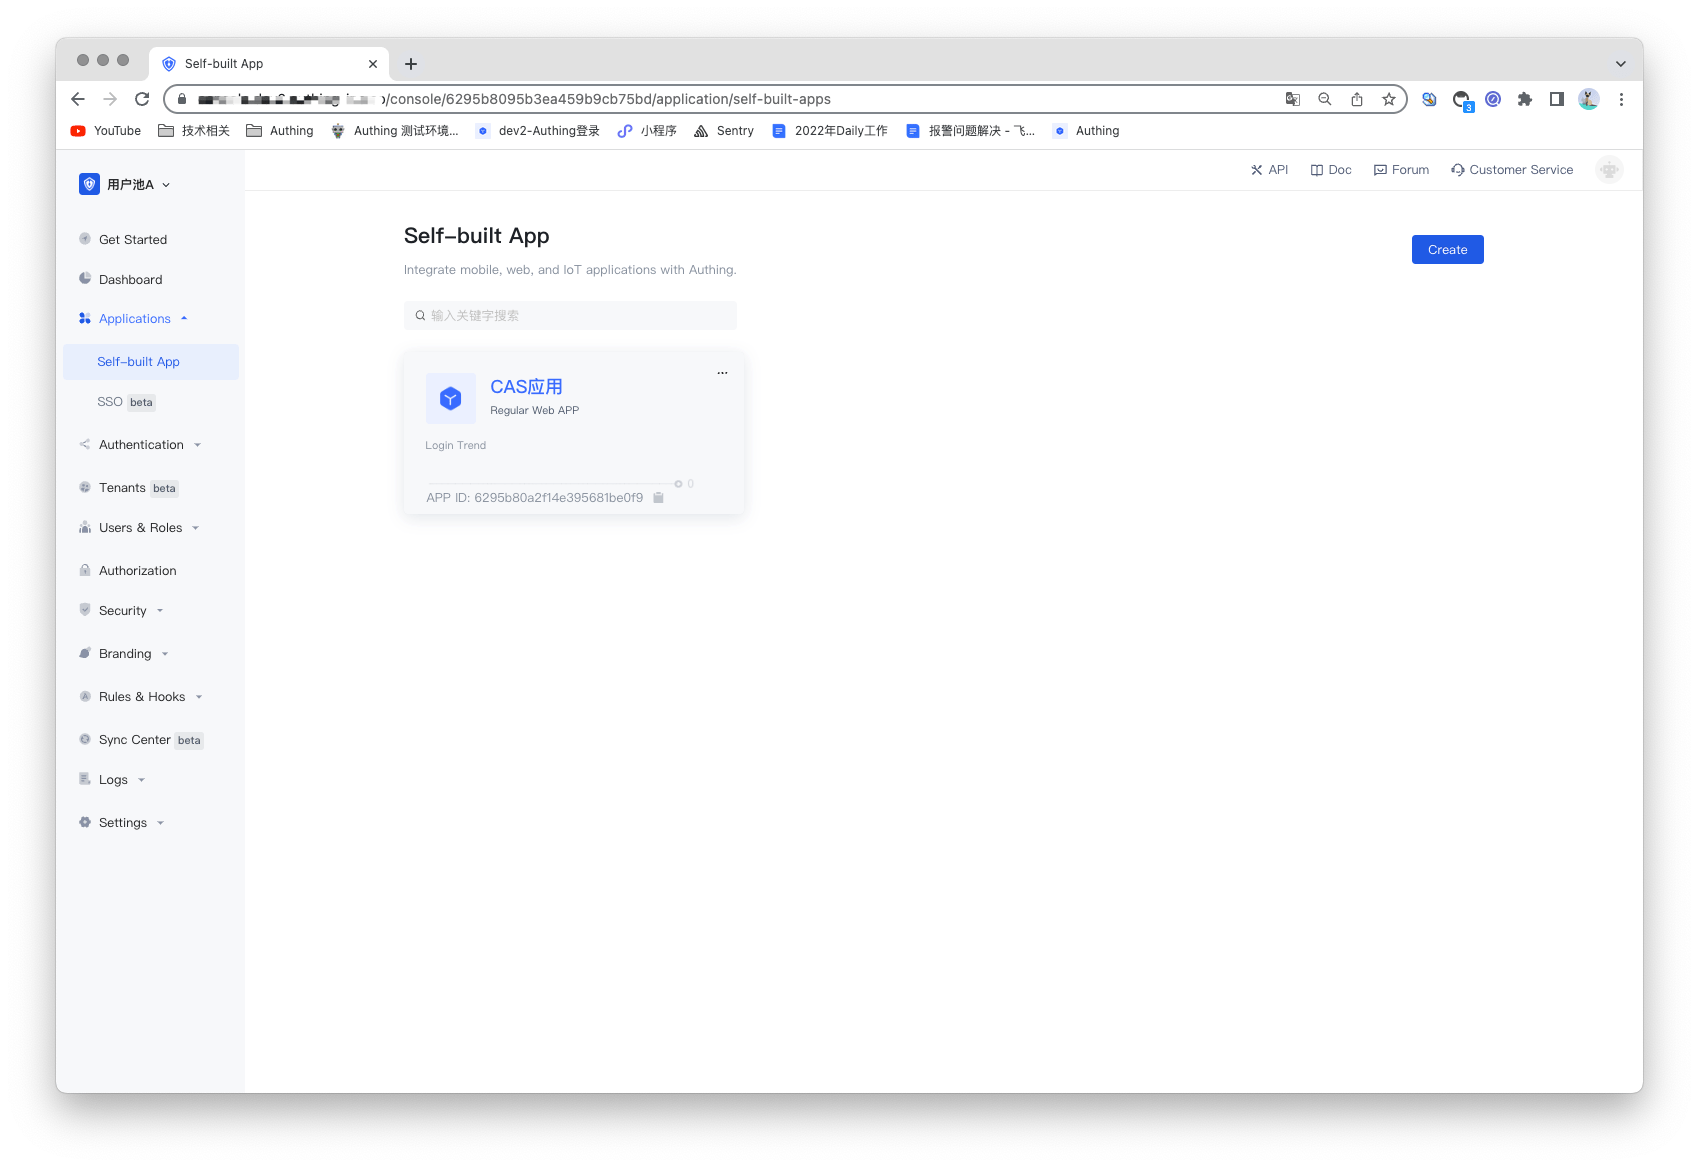 Self-built App
/console/6295b8095b3ea459b9cb75bd/application/self-built-apps
3
YouTube 技术相关 Authing Authing 测试环境... dev2-Authing登录 小程序 Sentry 2022年Daily工作 报警问题解决 - 飞... Authing
用户池A
API Doc Forum Customer Service
Get Started
Dashboard
Applications
Self-built App
SSO beta
Authentication
Tenants beta
Users & Roles
Authorization
Security
Branding
Rules & Hooks
Sync Center beta
Logs
Settings
Self-built App
Create
Integrate mobile, web, and IoT applications with Authing.
输入关键字搜索
...
CAS应用
Regular Web APP
Login Trend
0
APP ID: 6295b80a2f14e395681be0f9